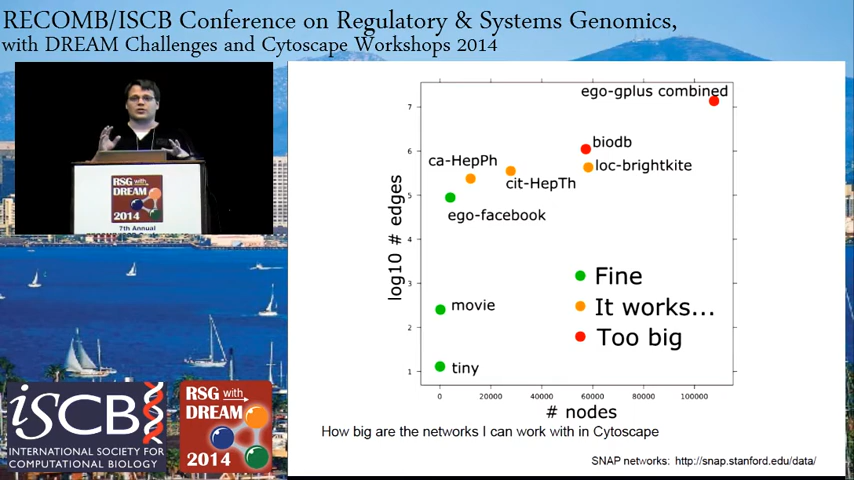 RECOMB/ISCB Conference on Regulatory & Systems Genomics,
with DREAM Challenges and Cytoscape Workshops 2014
RSG with
DREAM
2014
7th Annual
iSCB
INTERNATIONAL SOCIETY FOR
COMPUTATIONAL BIOLOGY
RSG with
DREAM
2014
ego-gplus combined
biodb
loc-brightkite
ca-HepPh
cit-HepTh
ego-facebook
movie
tiny
Fine
It works...
Too big
log10 # edges
7
6
5
4
3
2
1
0 20000 40000 60000 80000 100000
# nodes
How big are the networks I can work with in Cytoscape
SNAP networks: http://snap.stanford.edu/data/